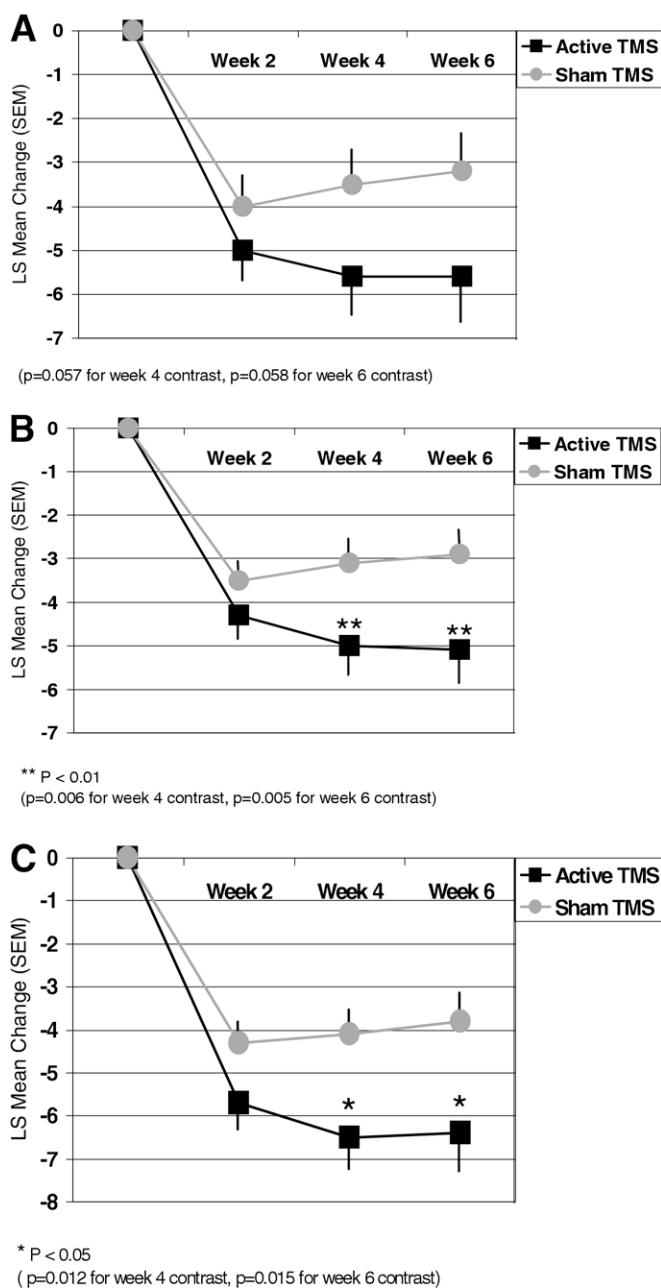 A
0
-1
-2
-3
-4
-5
-6
-7
LS Mean Change (SEM)
Week 2 Week 4 Week 6
Active TMS
Sham TMS
(p=0.057 for week 4 contrast, p=0.058 for week 6 contrast)
B
0
-1
-2
-3
-4
-5
-6
-7
LS Mean Change (SEM)
Week 2 Week 4 Week 6
** **
Active TMS
Sham TMS
** P < 0.01
(p=0.006 for week 4 contrast, p=0.005 for week 6 contrast)
C
0
-1
-2
-3
-4
-5
-6
-7
-8
LS Mean Change (SEM)
Week 2 Week 4 Week 6
* *
Active TMS
Sham TMS
* P < 0.05
( p=0.012 for week 4 contrast, p=0.015 for week 6 contrast)